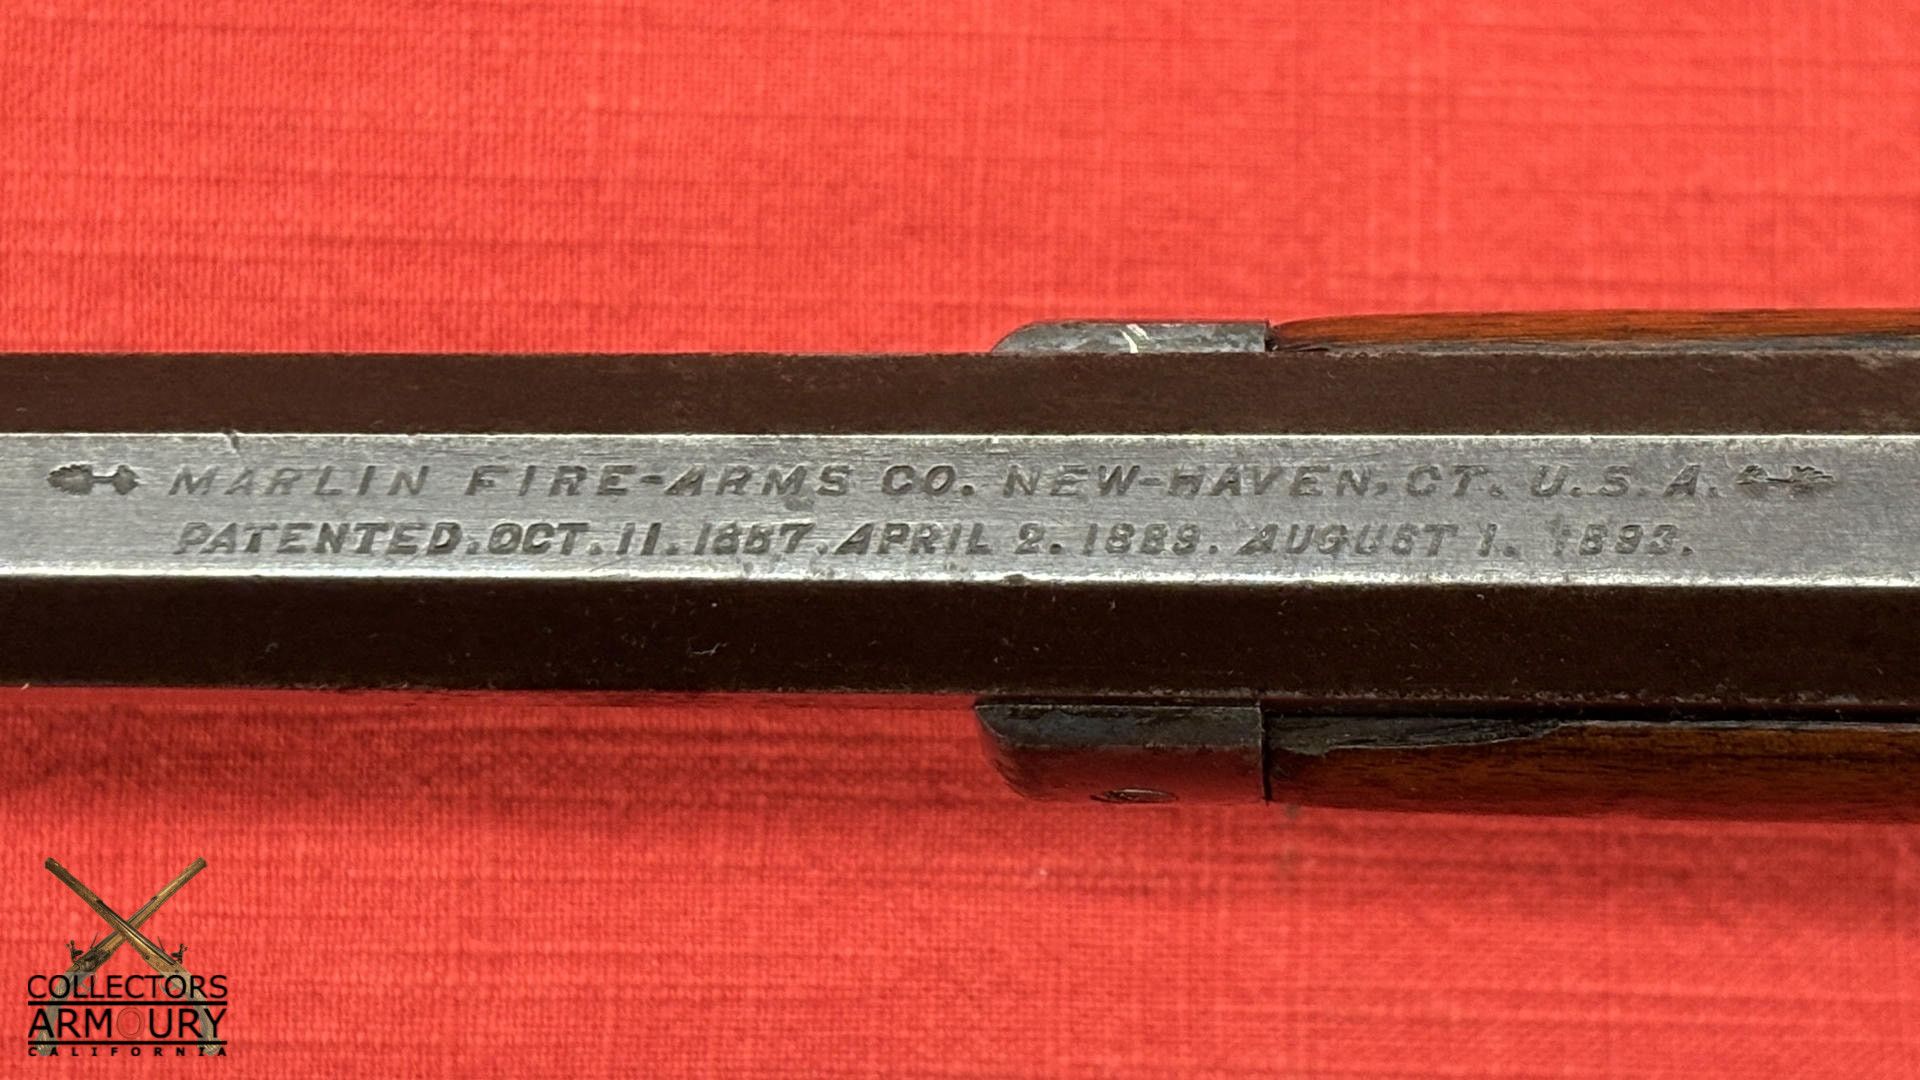 MARLIN FIRE-ARMS CO. NEW-HAVEN, CT. U.S.A.
PATENTED. OCT. 11. 1887. APRIL 2. 1889. AUGUST 1. 1893.
COLLECTORS
ARMOURY
CALIFORNIA